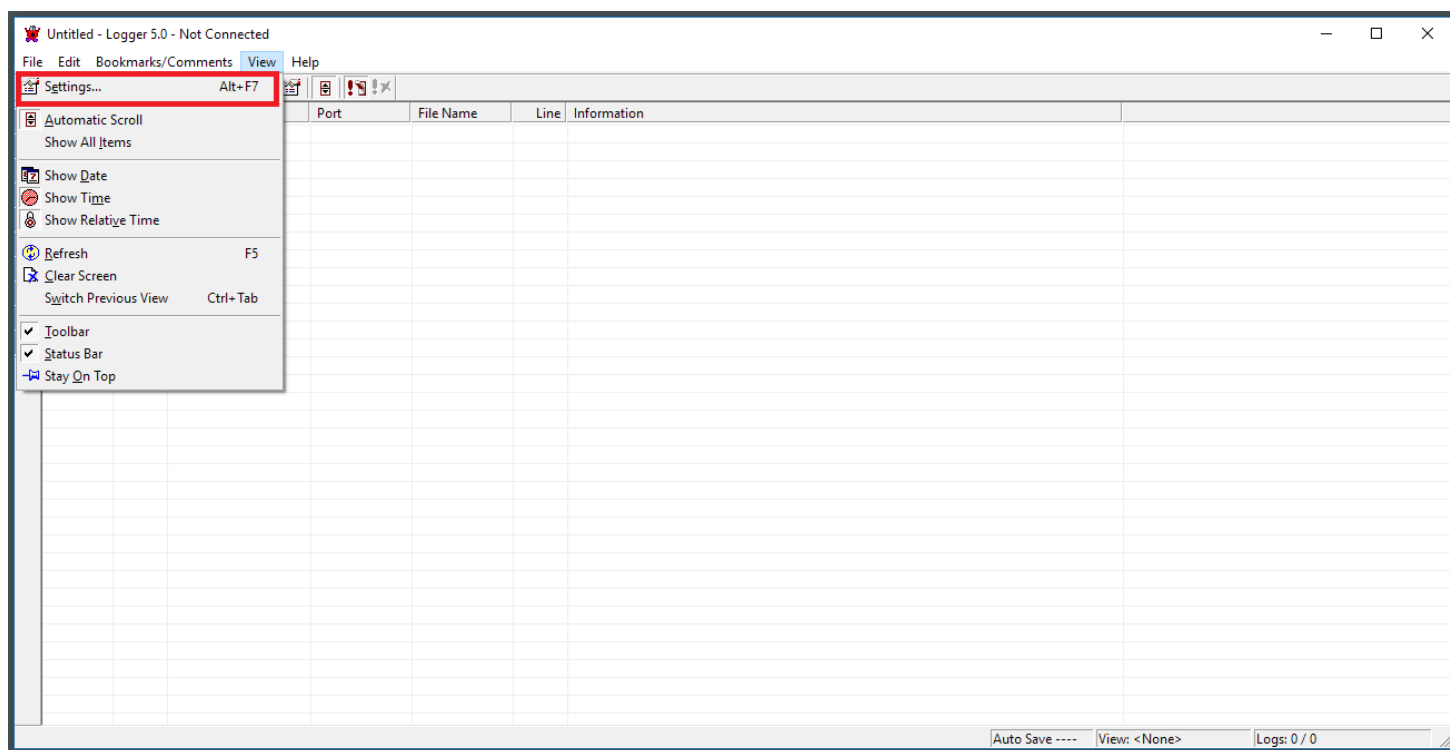 Untitled - Logger 5.0 - Not Connected
File Edit Bookmarks/Comments View Help
Settings... Alt+F7
Port File Name Line Information
Automatic Scroll
Show All Items
Show Date
Show Time
Show Relative Time
Refresh F5
Clear Screen
Switch Previous View Ctrl+Tab
Toolbar
Status Bar
Stay On Top
Auto Save ---- View: <None> Logs: 0 / 0